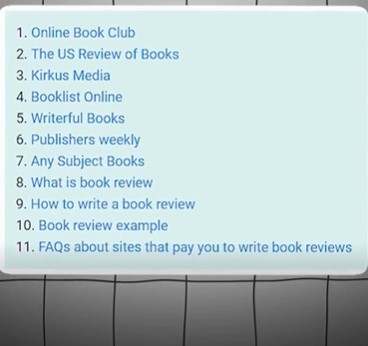 1. Online Book Club
2. The US Review of Books
3. Kirkus Media
4. Booklist Online
5. Writerful Books
6. Publishers weekly
7. Any Subject Books
8. What is book review
9. How to write a book review
10. Book review example
11. FAQs about sites that pay you to write book reviews